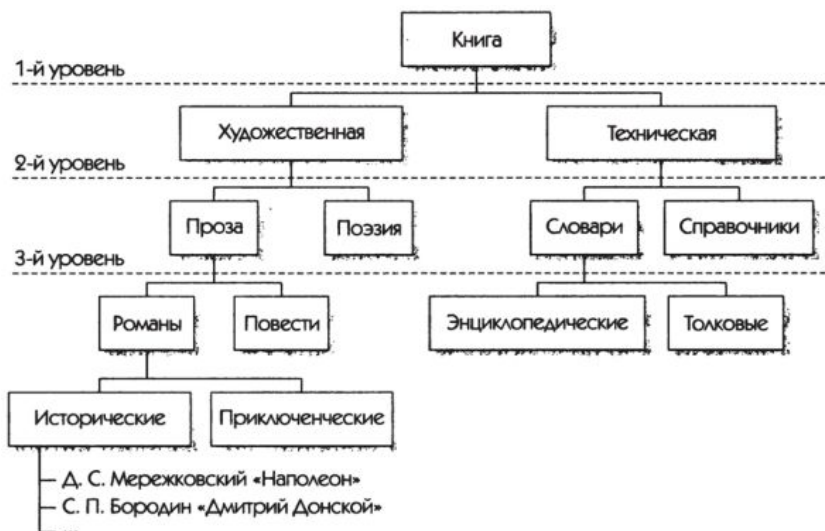 Книга
1-й уровень
Художественная Техническая
2-й уровень
Проза Поэзия Словари Справочники
3-й уровень
Романы Повести Энциклопедические Толковые
Исторические Приключенческие
Д. С. Мережковский «Наполеон»
С. П. Бородин «Дмитрий Донской»
...